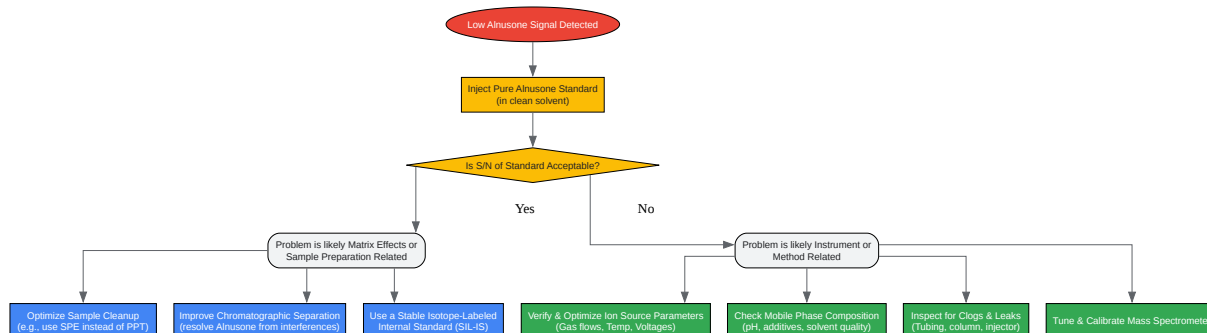 Low Alnusone Signal Detected
Inject Pure Alnusone Standard
(in clean solvent)
Is S/N of Standard Acceptable?
Yes
No
Problem is likely Matrix Effects or
Sample Preparation Related
Problem is likely Instrument or
Method Related
Optimize Sample Cleanup
(e.g., use SPE instead of PPT)
Improve Chromatographic Separation
(resolve Alnusone from interferences)
Use a Stable Isotope-Labeled
Internal Standard (SIL-IS)
Verify & Optimize Ion Source Parameters
(Gas flows, Temp, Voltages)
Check Mobile Phase Composition
(pH, additives, solvent quality)
Inspect for Clogs & Leaks
(Tubing, column, injector)
Tune & Calibrate Mass Spectromete